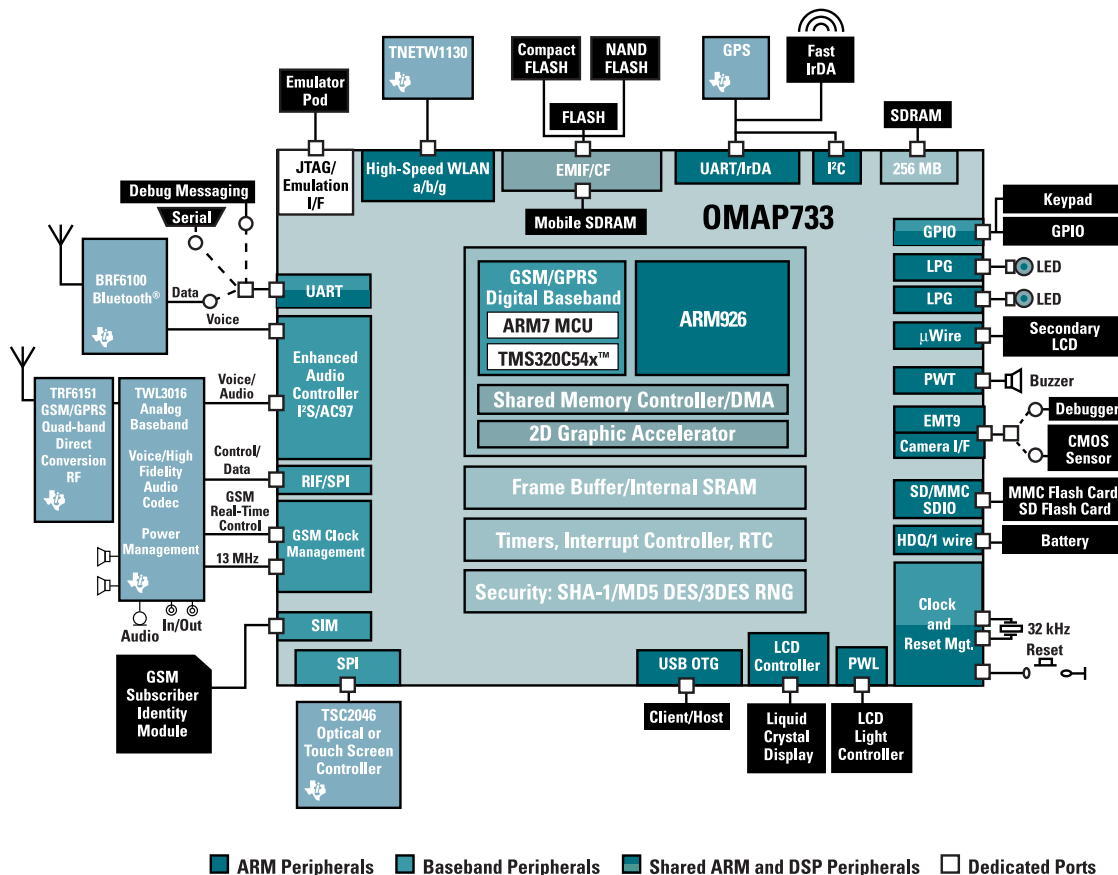 TNETW1130
Compact
FLASH
NAND
FLASH
GPS
Fast
IrDA
Emulator
Pod
FLASH
SDRAM
JTAG/
Emulation
I/F
High-Speed WLAN
a/b/g
EMIF/CF
UART/IrDA
I²C
256 MB
Mobile SDRAM
OMAP733
Debug Messaging
Serial
BRF6100
Bluetooth®
Data
Voice
UART
Enhanced
Audio
Controller
I²S/AC97
GSM/GPRS
Digital Baseband
ARM7 MCU
TMS320C54x™
ARM926
Shared Memory Controller/DMA
2D Graphic Accelerator
Frame Buffer/Internal SRAM
Timers, Interrupt Controller, RTC
Security: SHA-1/MD5 DES/3DES RNG
GPIO
Keypad
GPIO
LPG
LED
LPG
LED
µWire
Secondary
LCD
PWT
Buzzer
EMT9
Camera I/F
Debugger
CMOS
Sensor
SD/MMC
SDIO
MMC Flash Card
SD Flash Card
HDQ/1 wire
Battery
Clock
and
Reset Mgt.
32 kHz
Reset
TRF6151
GSM/GPRS
Quad-band
Direct
Conversion
RF
TWL3016
Analog
Baseband
Voice/High
Fidelity
Audio
Codec
Power
Management
Voice/
Audio
Control/
Data
GSM
Real-Time
Control
13 MHz
RIF/SPI
GSM Clock
Management
Audio
In/Out
SIM
GSM
Subscriber
Identity
Module
SPI
TSC2046
Optical or
Touch Screen
Controller
USB OTG
Client/Host
LCD
Controller
Liquid
Crystal
Display
PWL
LCD
Light
Controller
ARM Peripherals
Baseband Peripherals
Shared ARM and DSP Peripherals
Dedicated Ports